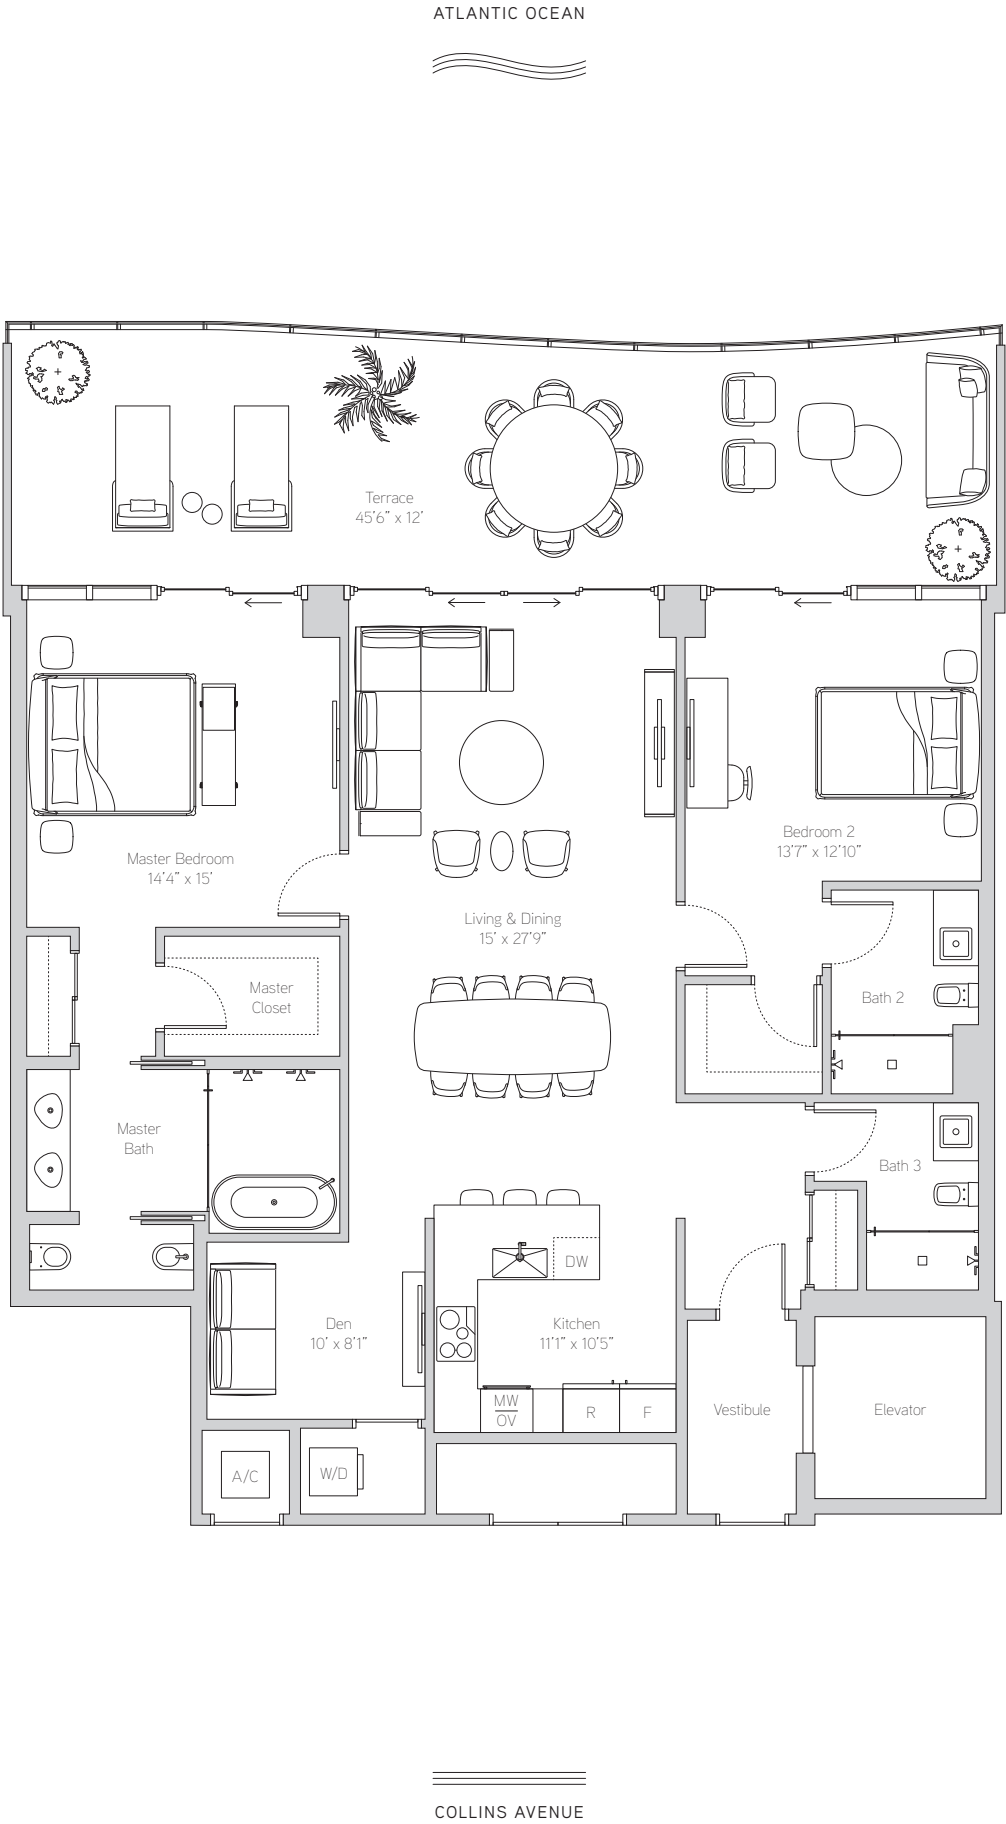 ATLANTIC OCEAN
Terrace
45'6" x 12'
Bedroom 2
13'7" x 12'10"
Master Bedroom
14'4" x 15'
Living & Dining
15' x 27'9"
Master
Closet
Bath 2
Master
Bath
Bath 3
DW
Den
10' x 8'1"
Kitchen
11'1" x 10'5"
MW
OV
R
F
Vestibule
Elevator
A/C
W/D
COLLINS AVENUE